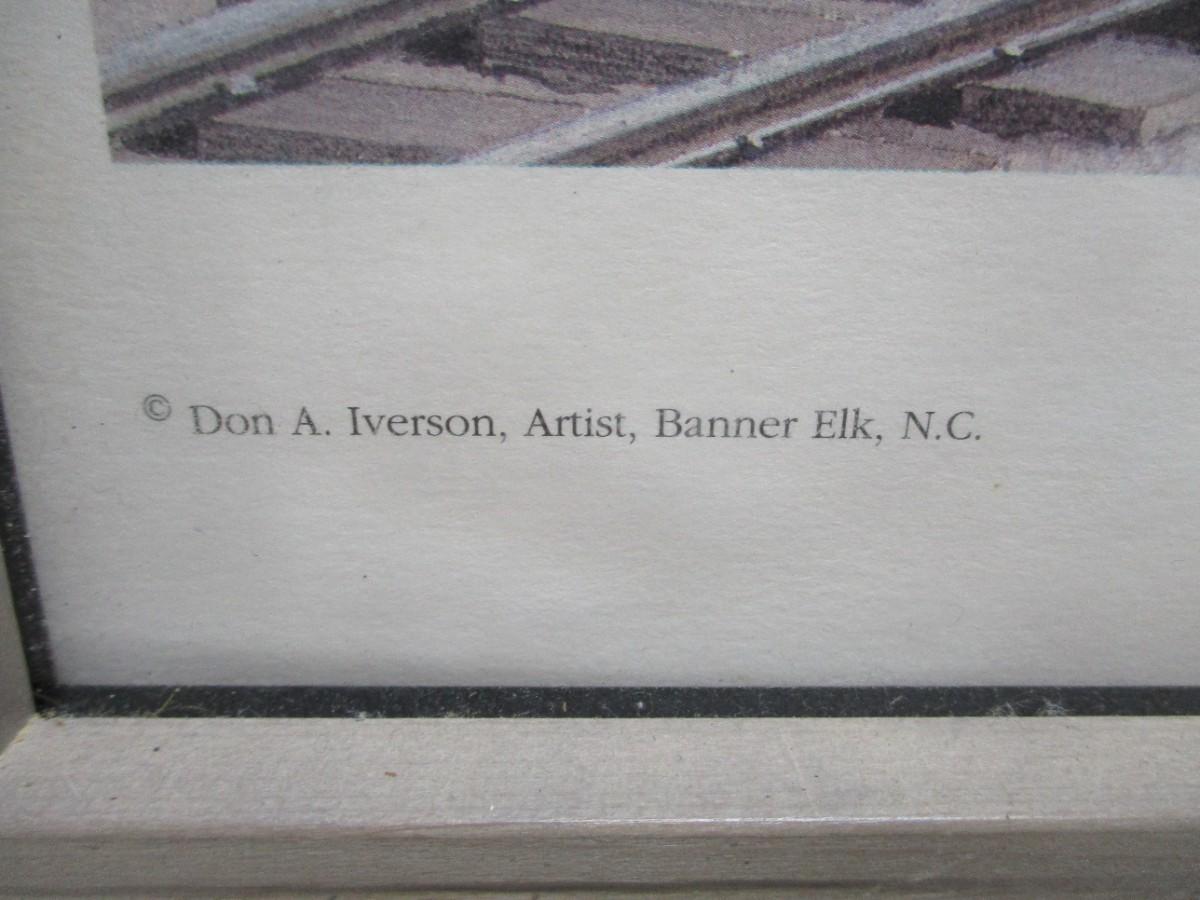 © Don A. Iverson, Artist, Banner Elk, N.C.